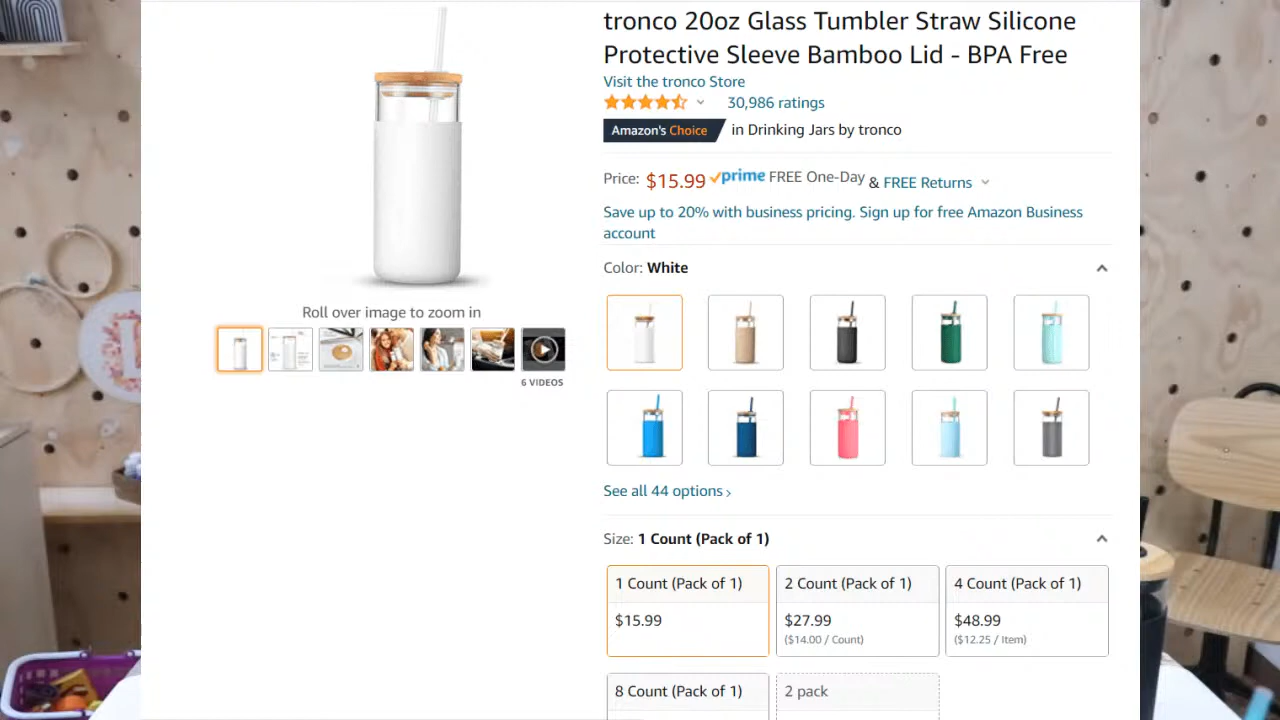 tronco 20oz Glass Tumbler Straw Silicone
Protective Sleeve Bamboo Lid - BPA Free
Visit the tronco Store
30,986 ratings
Amazon's Choice in Drinking Jars by tronco
Price: $15.99 prime FREE One-Day & FREE Returns
Save up to 20% with business pricing. Sign up for free Amazon Business
account
Color: White
Roll over image to zoom in
6 VIDEOS
See all 44 options ›
Size: 1 Count (Pack of 1)
1 Count (Pack of 1) 2 Count (Pack of 1) 4 Count (Pack of 1)
$15.99 $27.99 $48.99
($14.00 / Count) ($12.25 / Item)
8 Count (Pack of 1) 2 pack